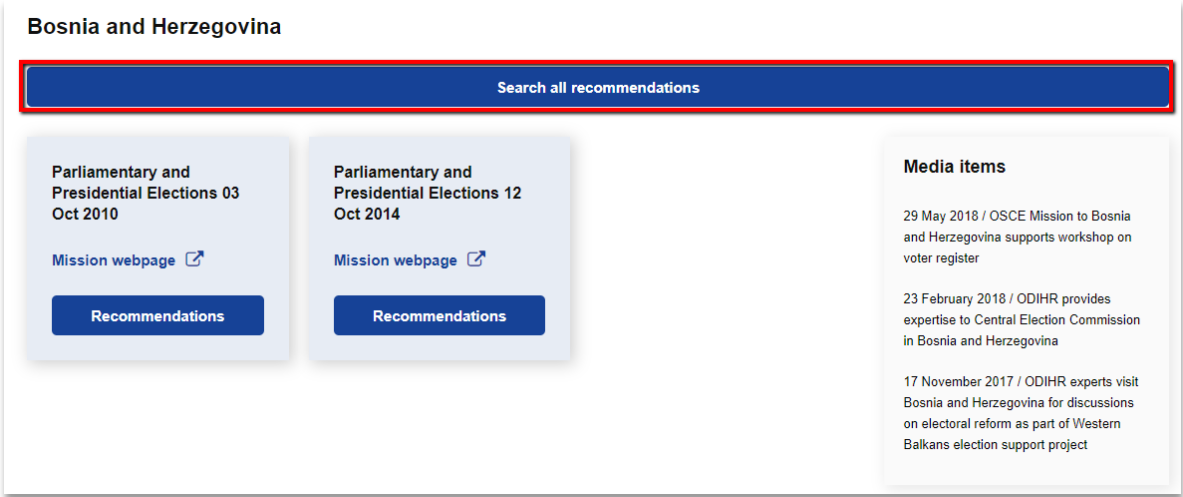 Bosnia and Herzegovina
Search all recommendations
Parliamentary and
Presidential Elections 03
Oct 2010
Mission webpage
Recommendations
Parliamentary and
Presidential Elections 12
Oct 2014
Mission webpage
Recommendations
Media items
29 May 2018 / OSCE Mission to Bosnia
and Herzegovina supports workshop on
voter register
23 February 2018 / ODIHR provides
expertise to Central Election Commission
in Bosnia and Herzegovina
17 November 2017 / ODIHR experts visit
Bosnia and Herzegovina for discussions
on electoral reform as part of Western
Balkans election support project